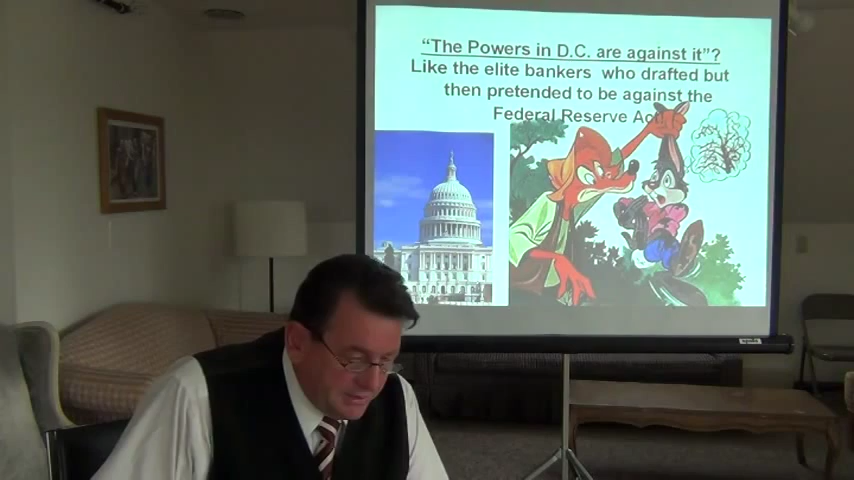 “The Powers in D.C. are against it”?
Like the elite bankers who drafted but
then pretended to be against the
Federal Reserve Act!